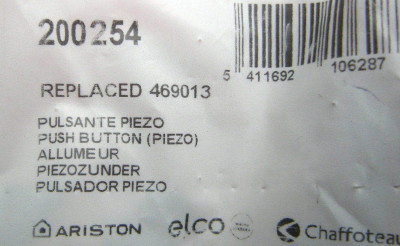 200254
5 411692 106287
REPLACED 469013
PULSANTE PIEZO
PUSH BUTTON (PIEZO)
ALLUMEUR
PIEZOZUNDER
PULSADOR PIEZO
ARISTON elco Chaffoteau